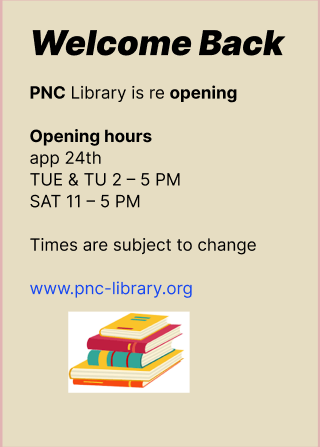 Welcome Back
PNC Library is re opening
Opening hours
app 24th
TUE & TU 2 – 5 PM
SAT 11 – 5 PM
Times are subject to change
www.pnc-library.org